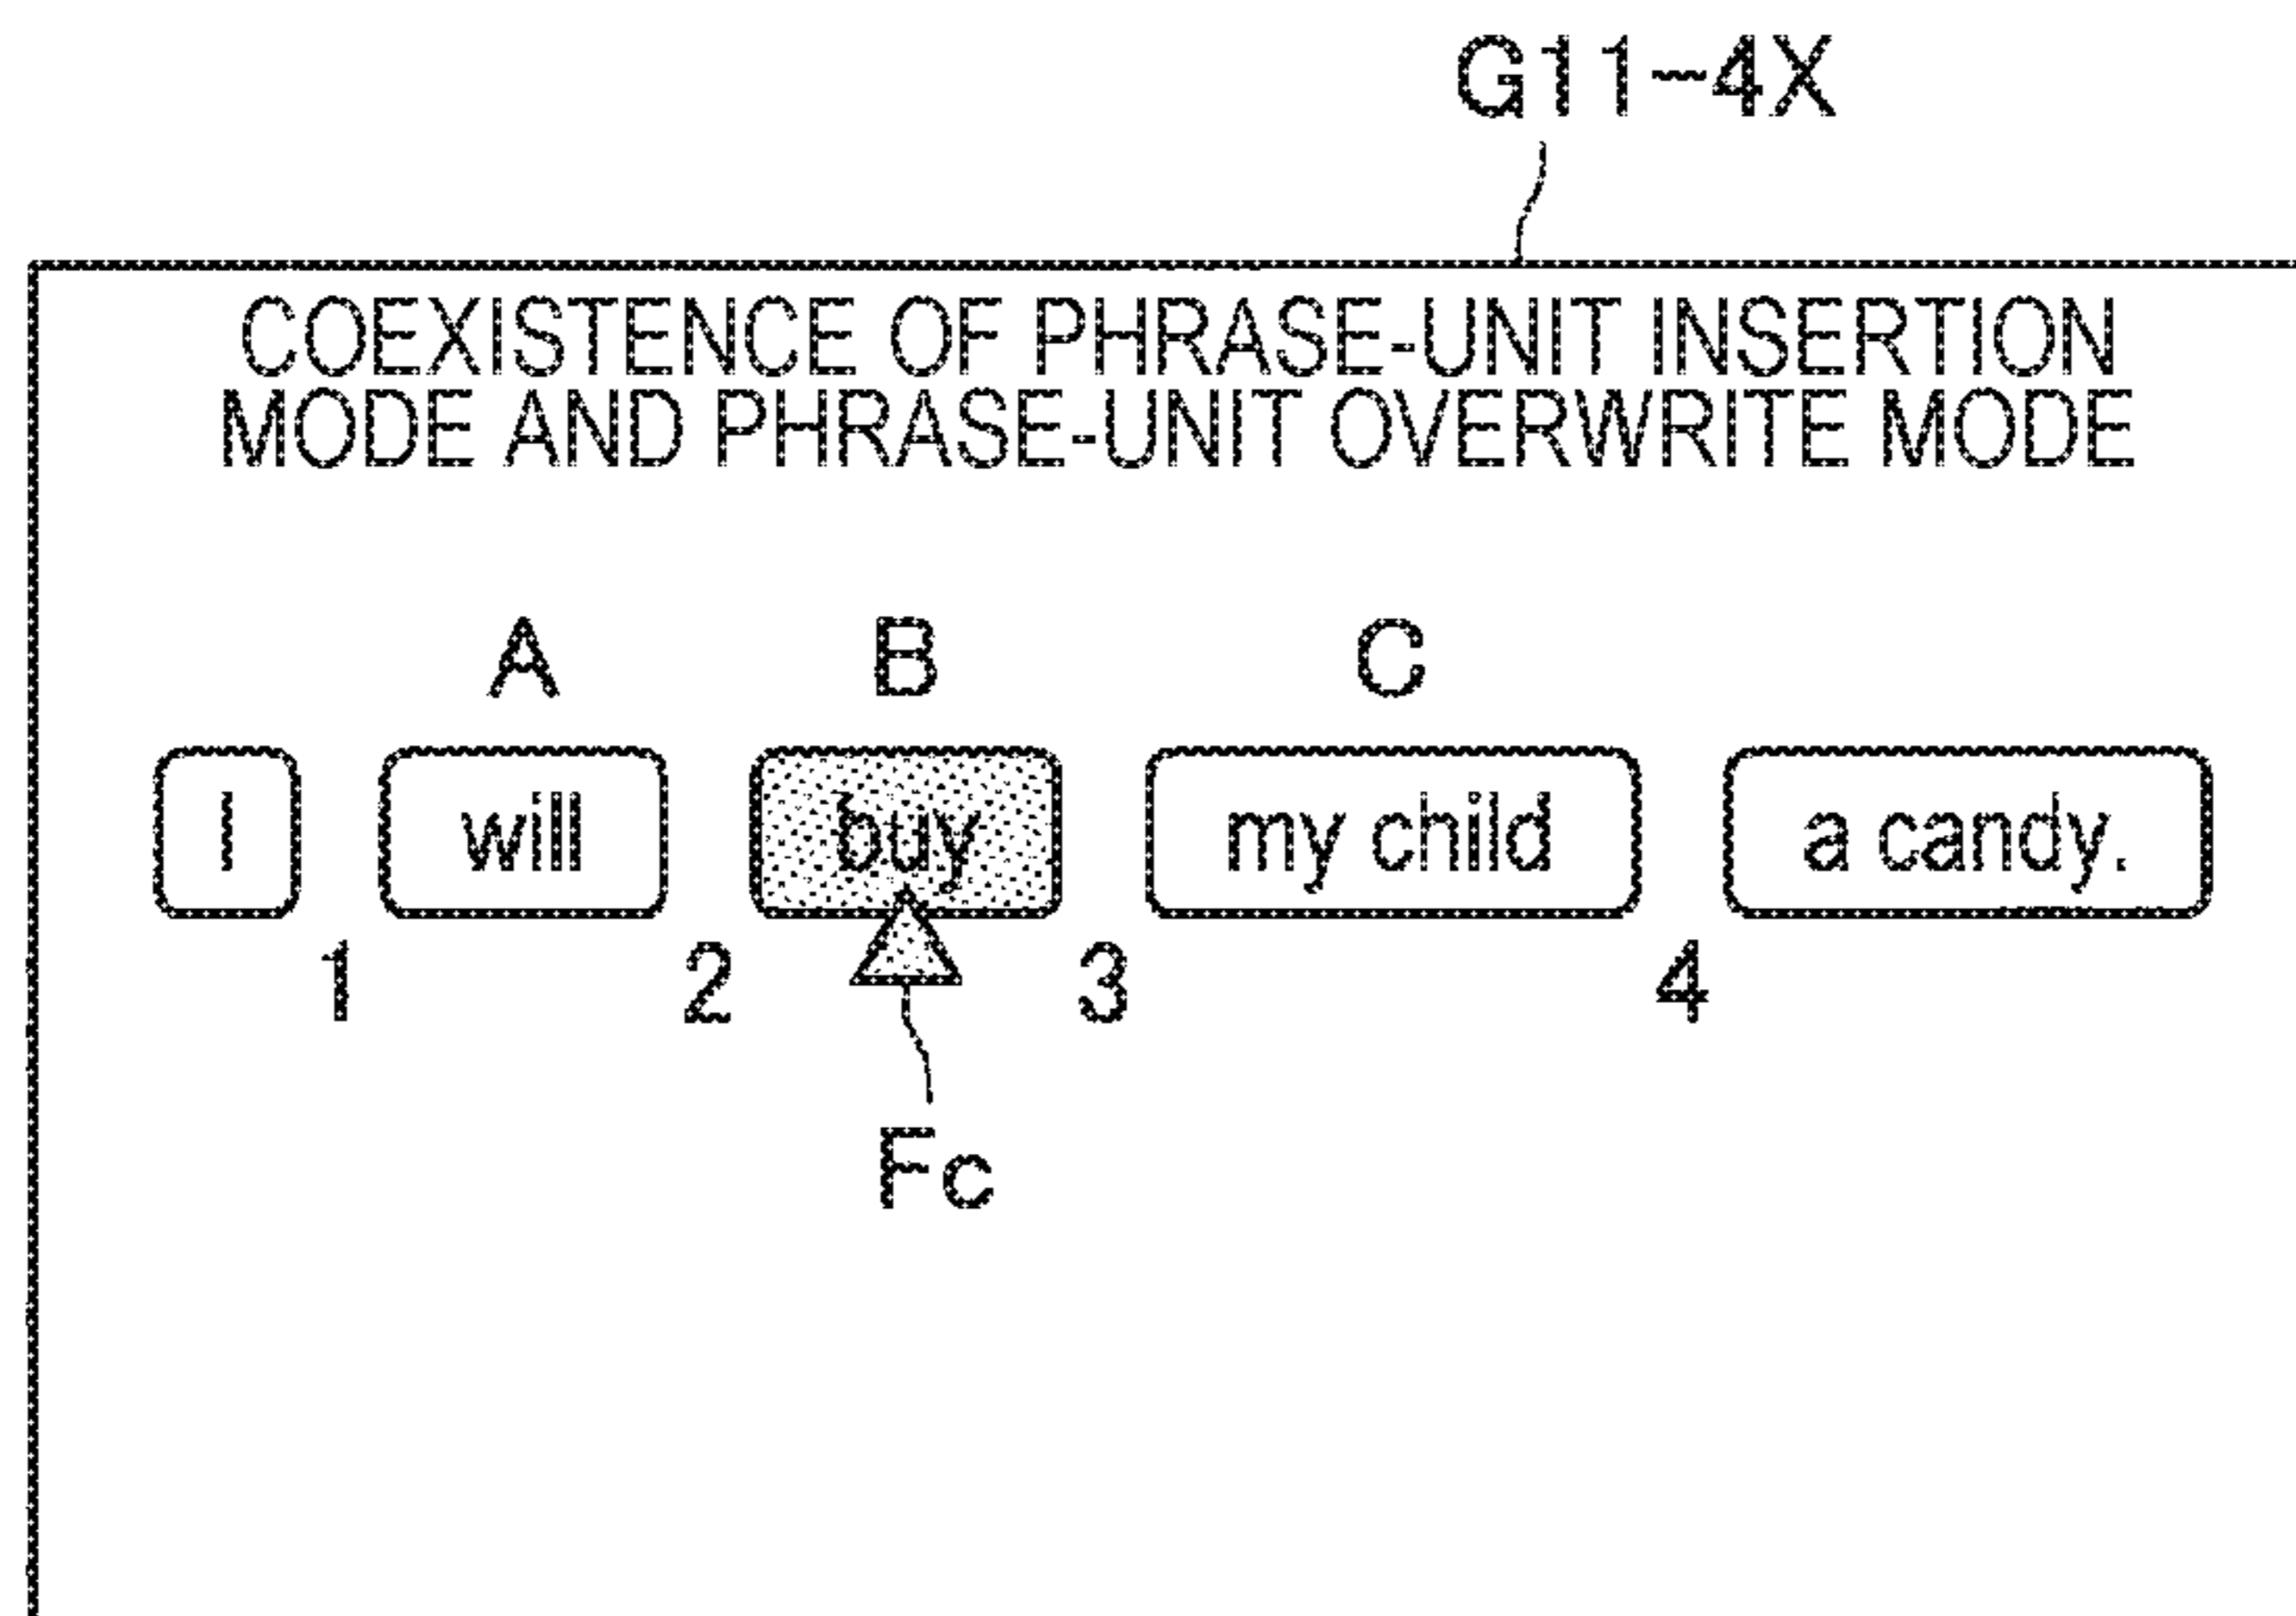 G11-4X
COEXISTENCE OF PHRASE-UNIT INSERTION
MODE AND PHRASE-UNIT OVERWRITE MODE
A B C
I will buy my child a candy.
1 2 3 4
Fc